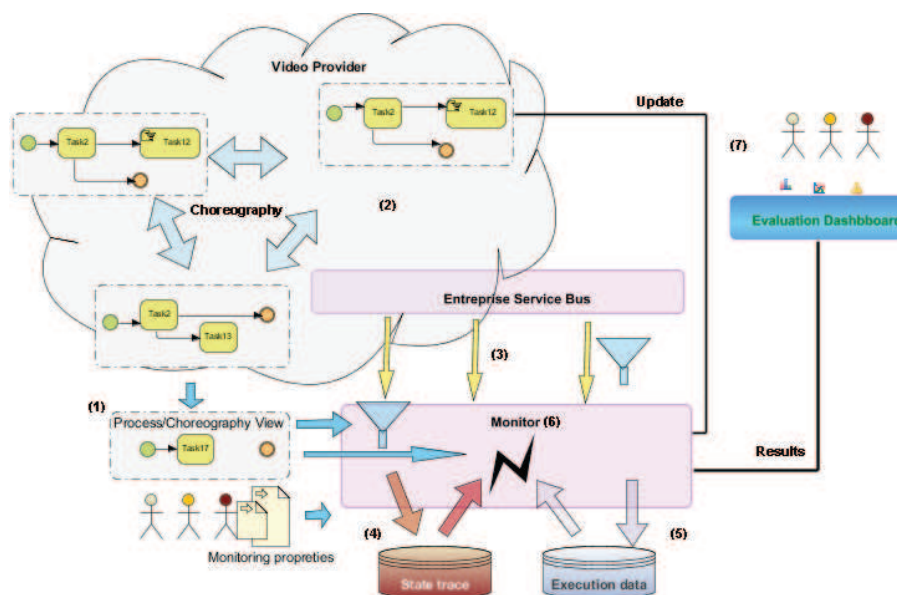 Video Provider
Task2
Task12
Task2
Task12
Update
(7)
Choreography
(2)
Evaluation Dashbboard
Entreprise Service Bus
Task2
Task13
(3)
(1)
Process/Choreography View
Task17
Monitor (6)
Results
Monitoring propreties
(4)
(5)
State trace
Execution data